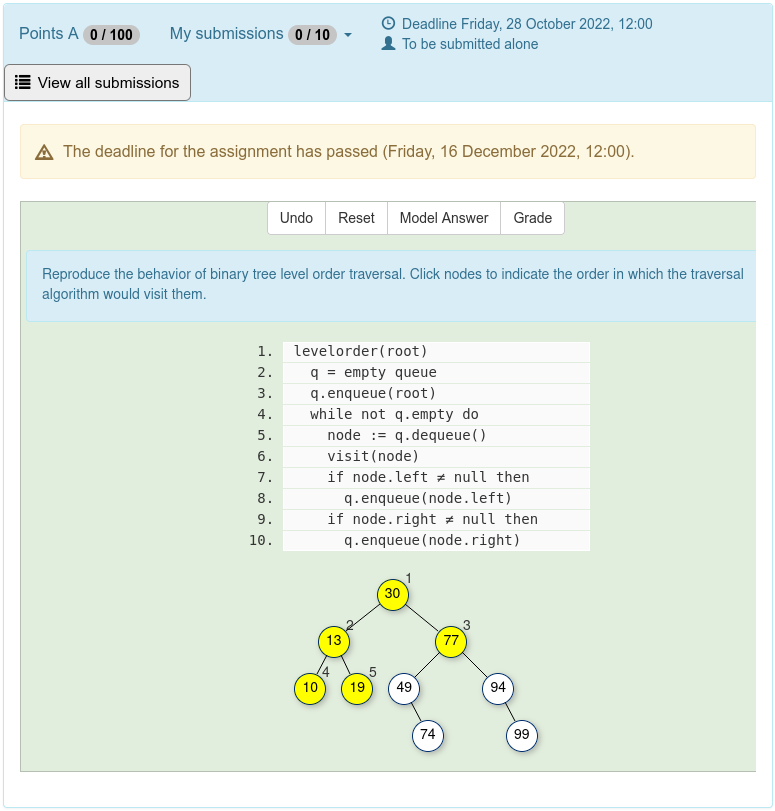 Points A 0 / 100 My submissions 0 / 10 Deadline Friday, 28 October 2022, 12:00
To be submitted alone
View all submissions
The deadline for the assignment has passed (Friday, 16 December 2022, 12:00).
Undo Reset Model Answer Grade
Reproduce the behavior of binary tree level order traversal. Click nodes to indicate the order in which the traversal
algorithm would visit them.
1. levelorder(root)
2. q = empty queue
3. q.enqueue(root)
4. while not q.empty do
5. node := q.dequeue()
6. visit(node)
7. if node.left ≠ null then
8. q.enqueue(node.left)
9. if node.right ≠ null then
10. q.enqueue(node.right)
30 1
13 2 77 3
10 4 19 5 49 94
74 99